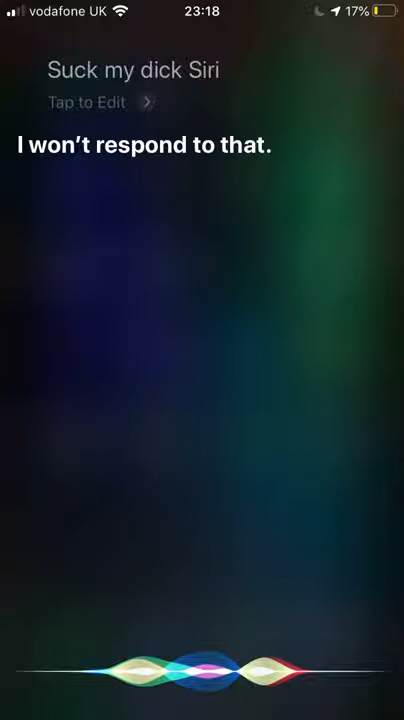 vodafone UK 23:18 17%
Suck my dick Siri
Tap to Edit
I won't respond to that.